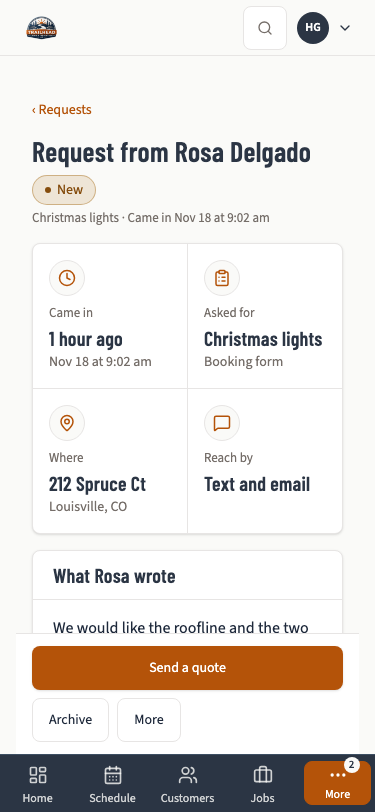 TRAILHEAD
HG
‹ Requests
Request from Rosa Delgado
New
Christmas lights · Came in Nov 18 at 9:02 am
Came in
1 hour ago
Nov 18 at 9:02 am
Asked for
Christmas lights
Booking form
Where
212 Spruce Ct
Louisville, CO
Reach by
Text and email
What Rosa wrote
We would like the roofline and the two
Send a quote
Archive
More
Home
Schedule
Customers
Jobs
2
More